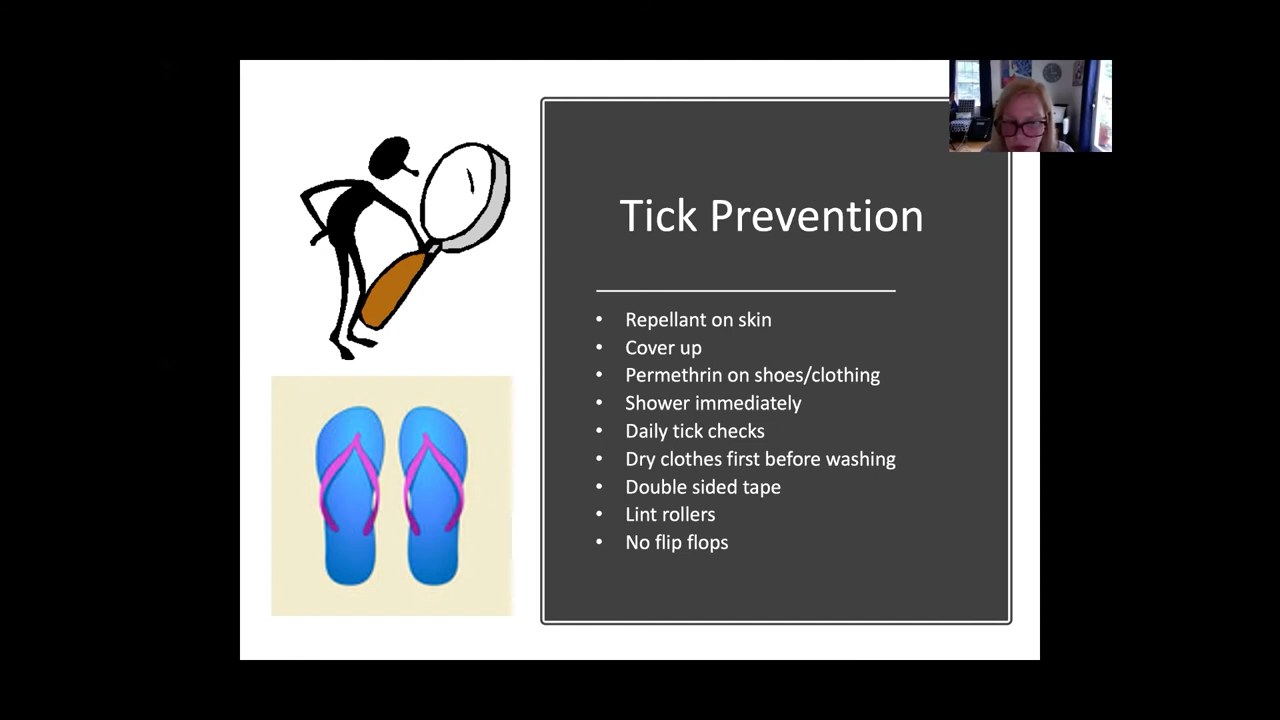 Tick Prevention
• Repellant on skin
• Cover up
• Permethrin on shoes/clothing
• Shower immediately
• Daily tick checks
• Dry clothes first before washing
• Double sided tape
• Lint rollers
• No flip flops